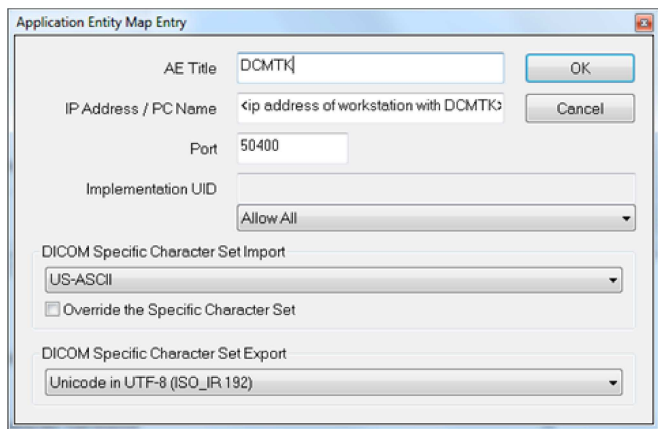 Application Entity Map Entry
AE Title DCMTK OK
IP Address / PC Name <ip address of workstation with DCMTK> Cancel
Port 50400
Implementation UID
Allow All
DICOM Specific Character Set Import
US-ASCII
Override the Specific Character Set
DICOM Specific Character Set Export
Unicode in UTF-8 (ISO_IR 192)